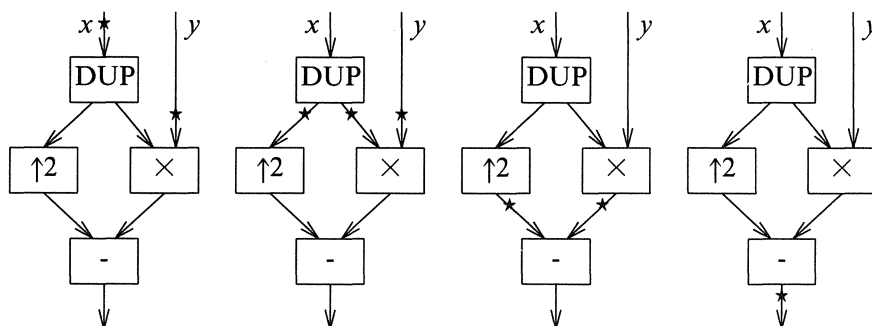 x y x y x y x y
DUP DUP DUP DUP
↑2 × ↑2 × ↑2 × ↑2 ×
- - - -